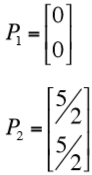 P₁ = [0
0]
P₂ = [5/2
5/2]